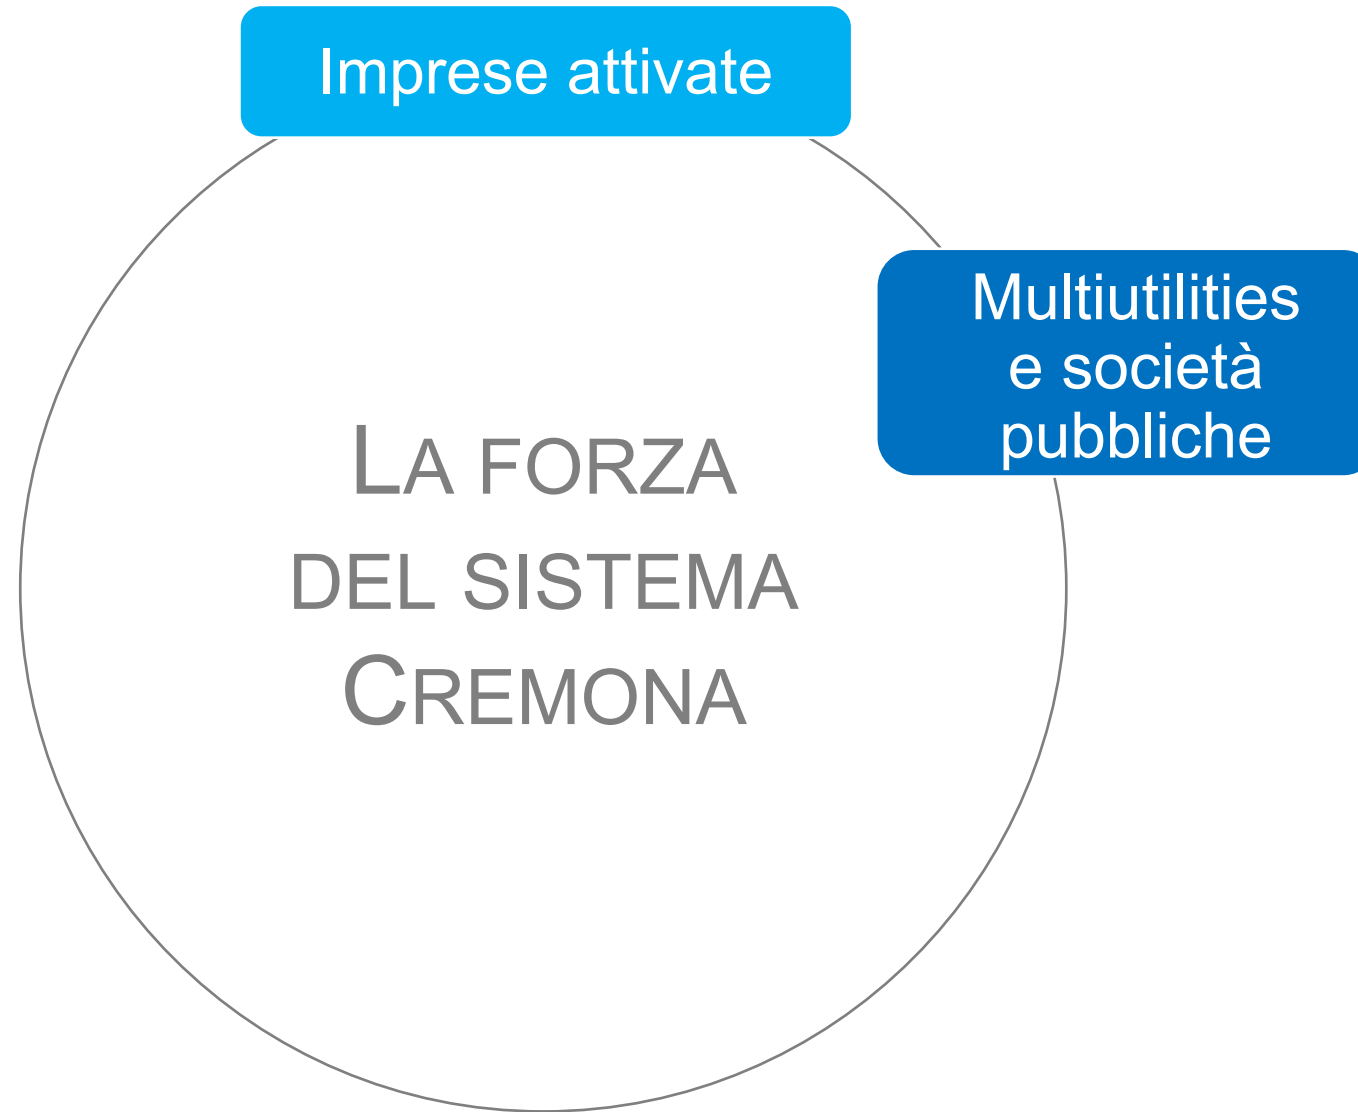 Imprese attivate
Multiutilities
e società
pubbliche
LA FORZA
DEL SISTEMA
CREMONA